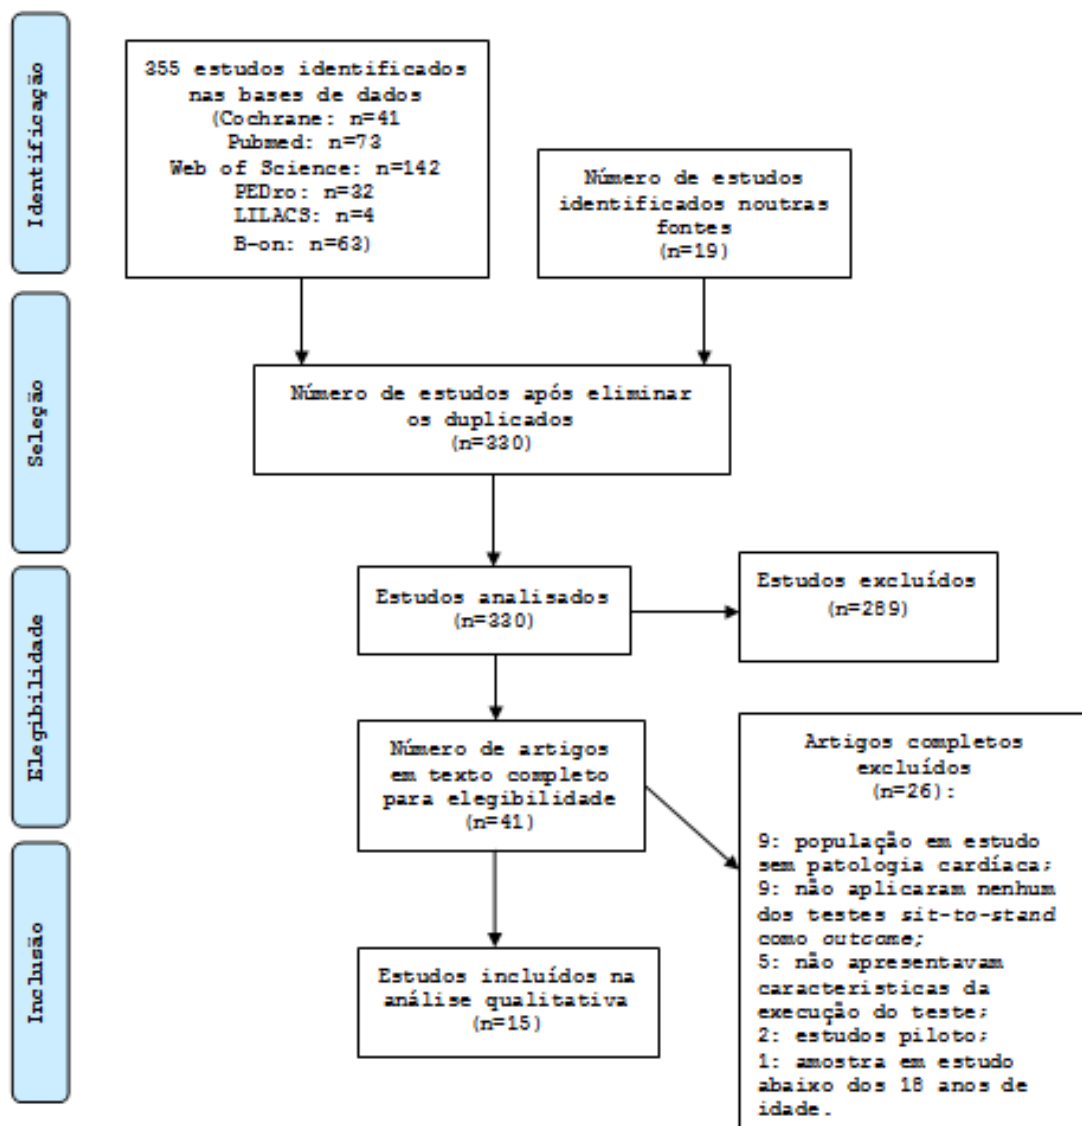 Identificação
355 estudos identificados
nas bases de dados
(Cochrane: n=41
Pubmed: n=73
Web of Science: n=142
PEDro: n=32
LILACS: n=4
B-on: n=63)
Número de estudos
identificados noutras
fontes
(n=19)
Seleção
Número de estudos após eliminar
os duplicados
(n=330)
Elegibilidade
Estudos analisados
(n=330)
Estudos excluídos
(n=289)
Número de artigos
em texto completo
para elegibilidade
(n=41)
Artigos completos
excluídos
(n=26):
9: população em estudo
sem patologia cardíaca;
9: não aplicaram nenhum
dos testes sit-to-stand
como outcome;
5: não apresentavam
caracteristicas da
execução do teste;
2: estudos piloto;
1: amostra em estudo
abaixo dos 18 anos de
idade.
Inclusão
Estudos incluídos na
análise qualitativa
(n=15)